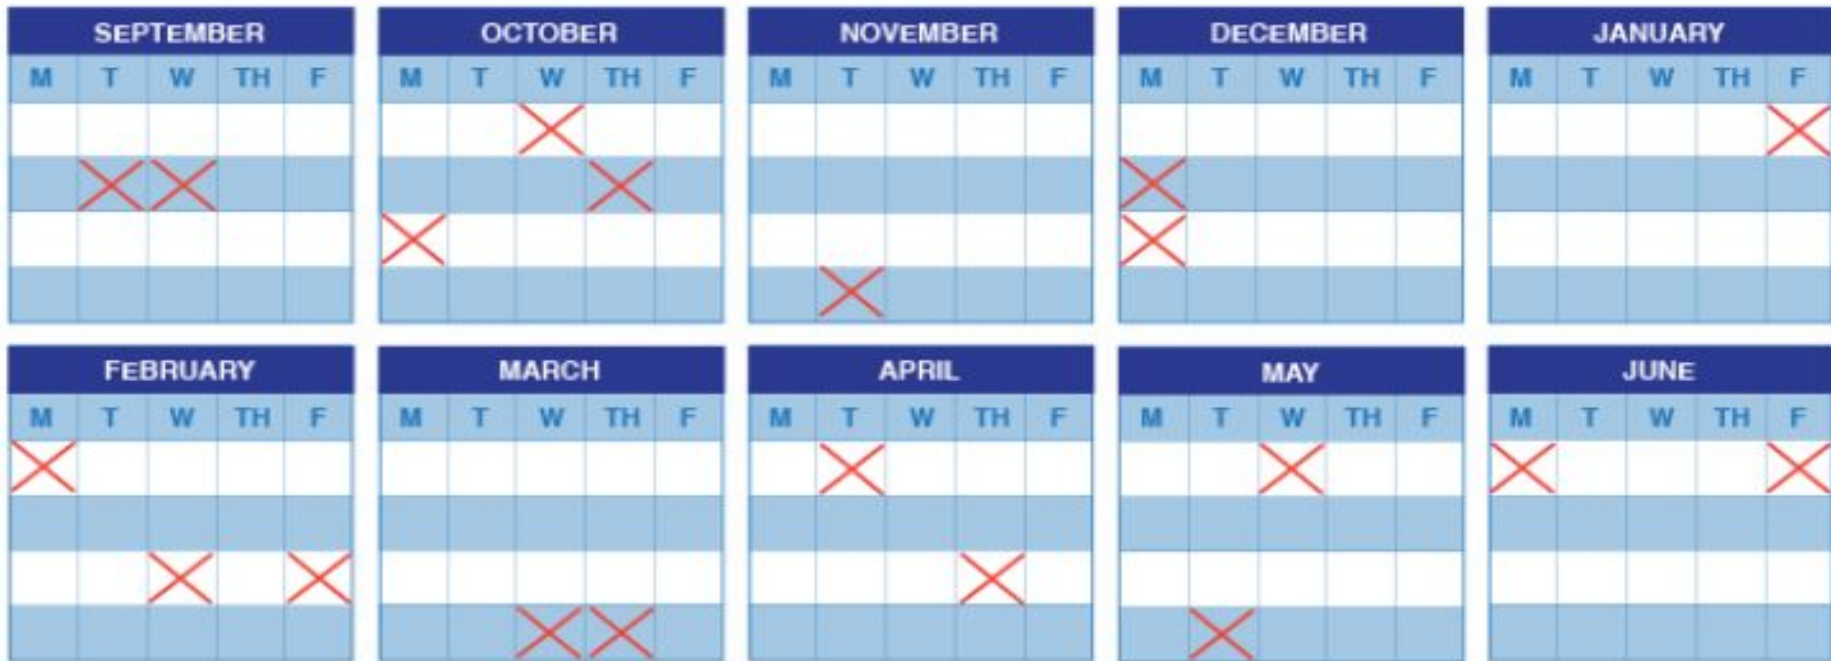 SEPTEMBER OCTOBER NOVEMBER DECEMBER JANUARY
M T W TH F M T W TH F M T W TH F M T W TH F M T W TH F
FEBRUARY MARCH APRIL MAY JUNE
M T W TH F M T W TH F M T W TH F M T W TH F M T W TH F